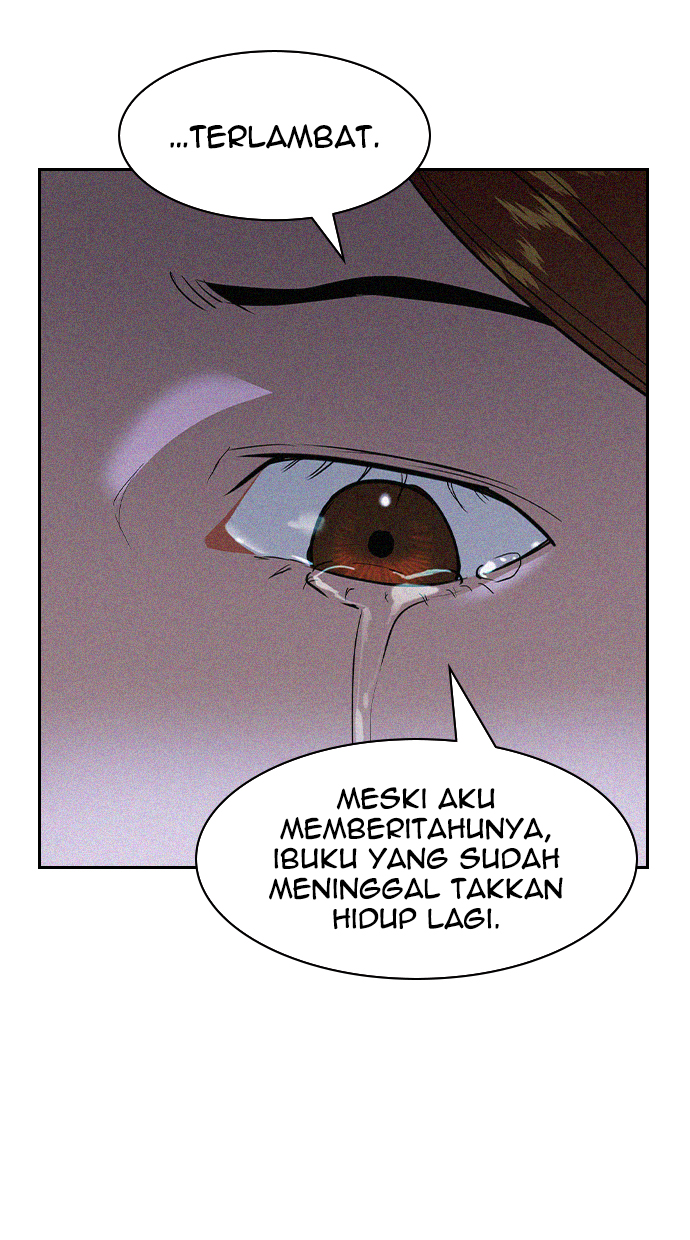 ...TERLAMBAT.
MESKI AKU
MEMBERITAHUNYA,
IBUKU YANG SUDAH
MENINGGAL TAKKAN
HIDUP LAGI.